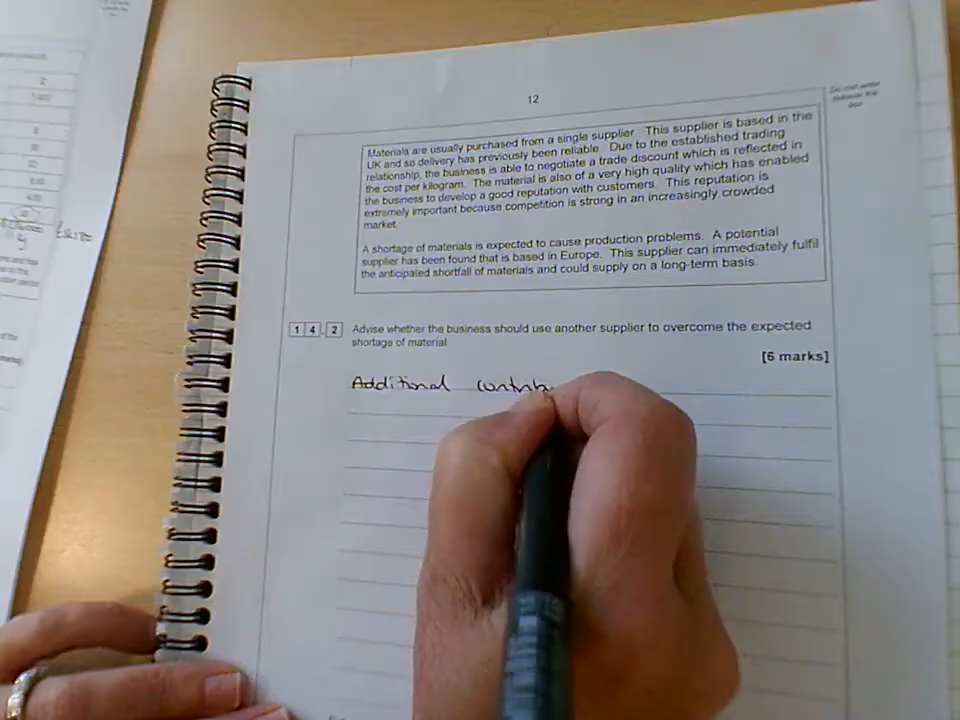 12
Do not write
outside the
box
Materials are usually purchased from a single supplier. This supplier is based in the
UK and so delivery has previously been reliable. Due to the established trading
relationship, the business is able to negotiate a trade discount which is reflected in
the cost per kilogram. The material is also of a very high quality which has enabled
the business to develop a good reputation with customers. This reputation is
extremely important because competition is strong in an increasingly crowded
market.
A shortage of materials is expected to cause production problems. A potential
supplier has been found that is based in Europe. This supplier can immediately fulfil
the anticipated shortfall of materials and could supply on a long-term basis.
1 4 . 2 Advise whether the business should use another supplier to overcome the expected
shortage of material.
[6 marks]
Additional contrib